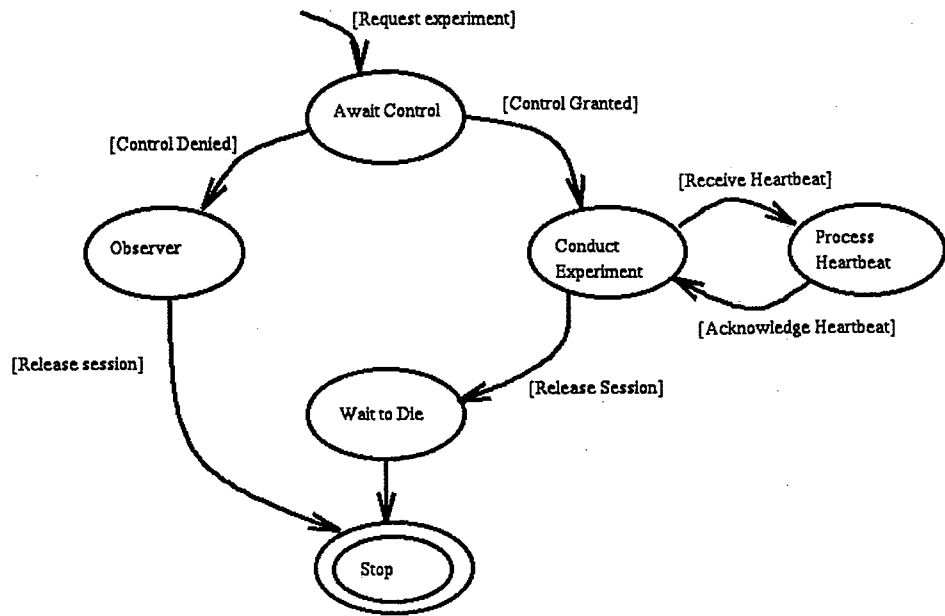 [Request experiment]
Await Control
[Control Granted]
[Control Denied]
[Receive Heartbeat]
Observer
Conduct
Experiment
Process
Heartbeat
[Acknowledge Heartbeat]
[Release session]
[Release Session]
Wait to Die
Stop